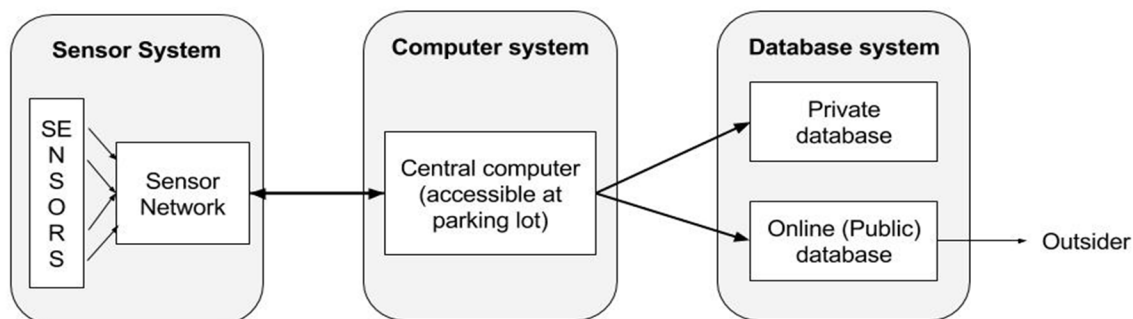 Sensor System
SE
N
S
O
R
S
Sensor
Network
Computer system
Central computer
(accessible at
parking lot)
Database system
Private
database
Online (Public)
database
Outsider